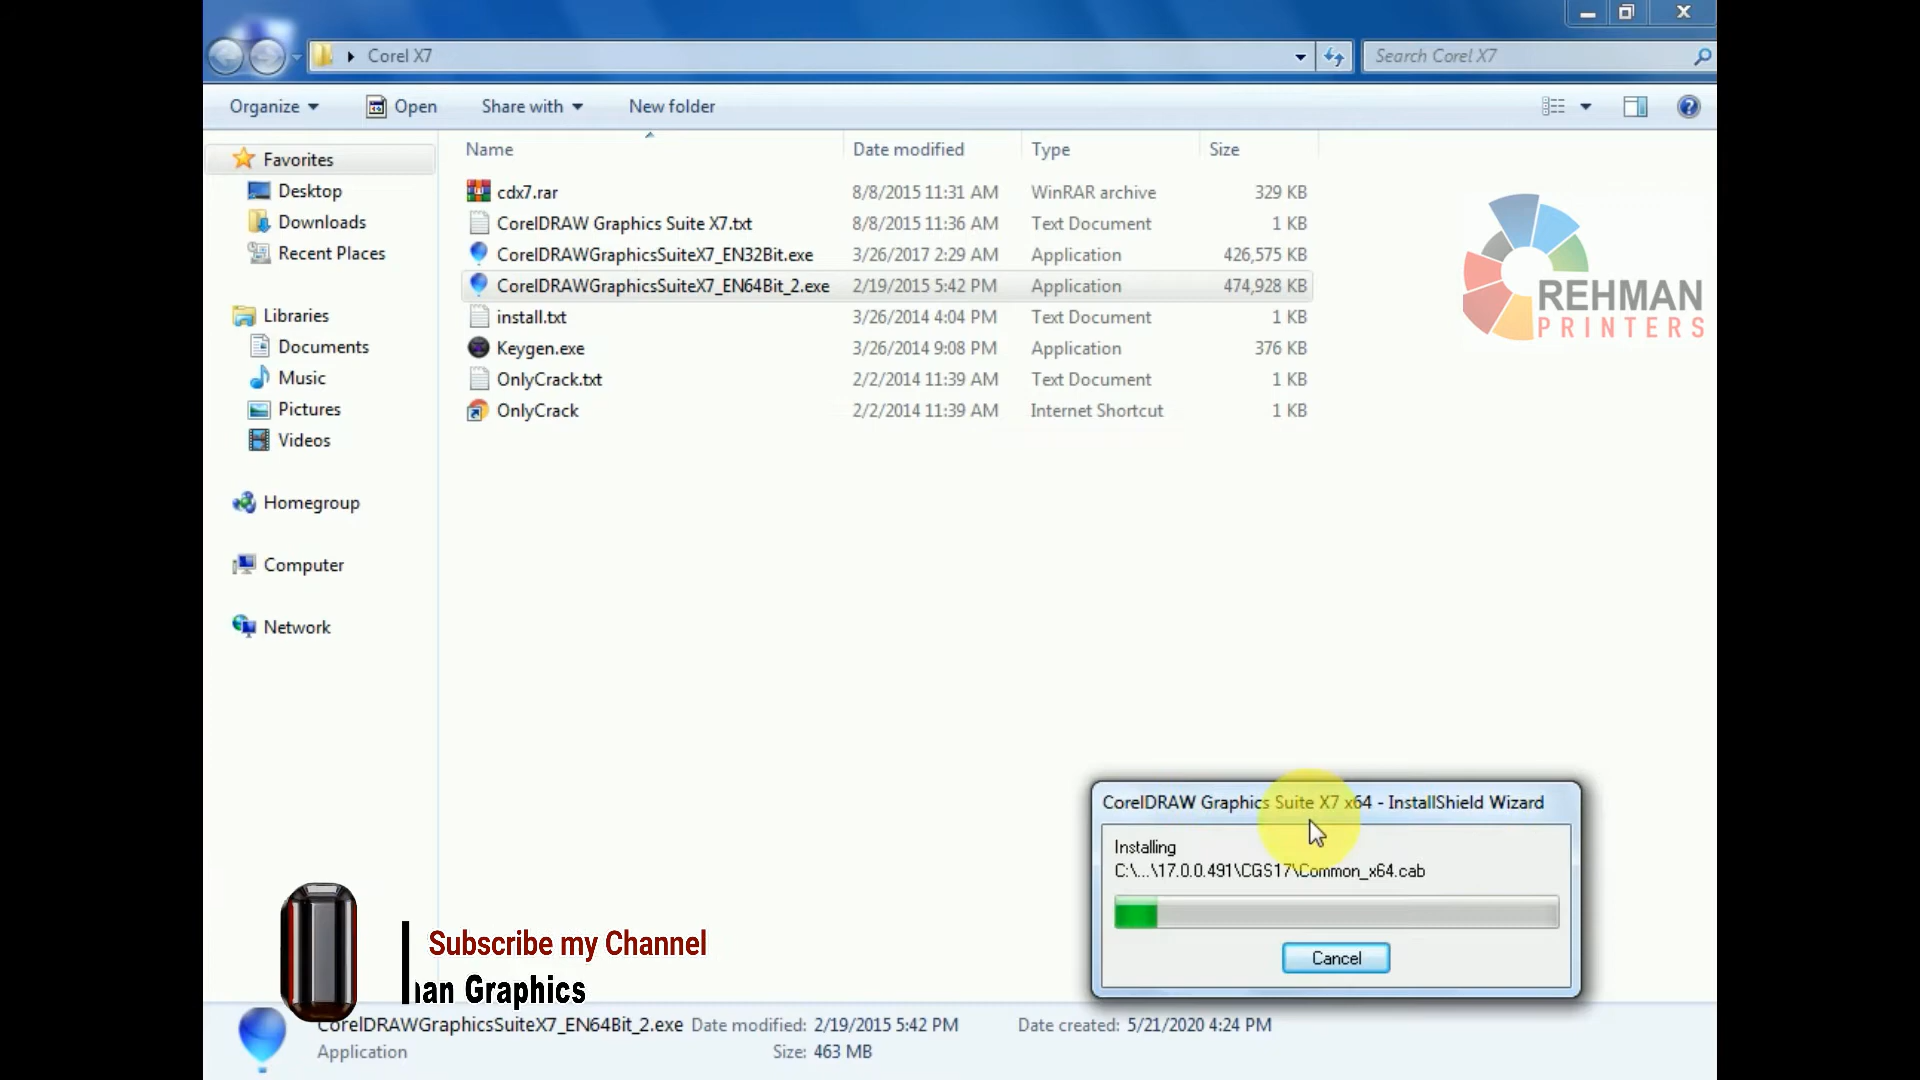 Corel X7
Search Corel X7
Organize
Open
Share with
New folder
Name
Date modified
Type
Size
Favorites
Desktop
Downloads
Recent Places
Libraries
Documents
Music
Pictures
Videos
Homegroup
Computer
Network
cdx7.rar 8/8/2015 11:31 AM WinRAR archive 329 KB
CorelDRAW Graphics Suite X7.txt 8/8/2015 11:36 AM Text Document 1 KB
CorelDRAWGraphicsSuiteX7_EN32Bit.exe 3/26/2017 2:29 AM Application 426,575 KB
CorelDRAWGraphicsSuiteX7_EN64Bit_2.exe 2/19/2015 5:42 PM Application 474,928 KB
install.txt 3/26/2014 4:04 PM Text Document 1 KB
Keygen.exe 3/26/2014 9:08 PM Application 376 KB
OnlyCrack.txt 2/2/2014 11:39 AM Text Document 1 KB
OnlyCrack 2/2/2014 11:39 AM Internet Shortcut 1 KB
REHMAN
PRINTERS
CorelDRAW Graphics Suite X7 x64 - InstallShield Wizard
Installing
C:\...\17.0.0.491\CGS17\Common_x64.cab
Cancel
Subscribe my Channel
an Graphics
CorelDRAWGraphicsSuiteX7_EN64Bit_2.exe Date modified: 2/19/2015 5:42 PM Date created: 5/21/2020 4:24 PM
Application Size: 463 MB